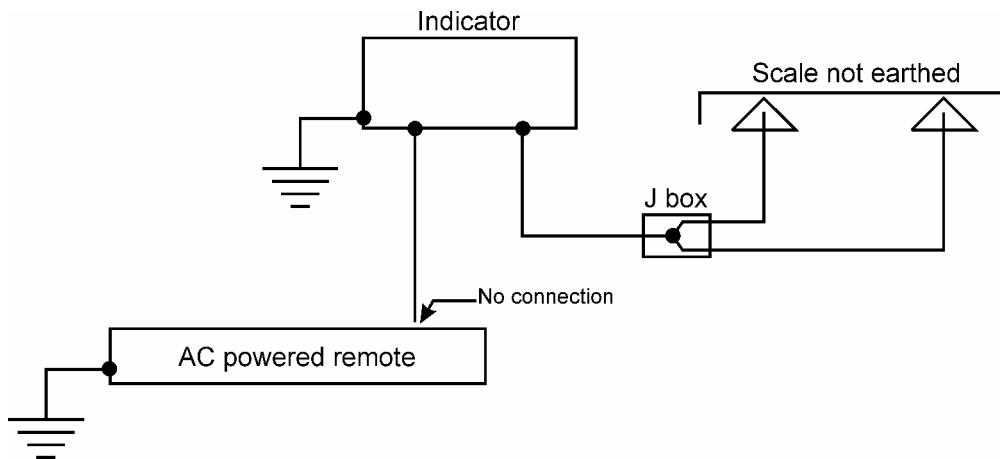 Indicator
Scale not earthed
J box
No connection
AC powered remote